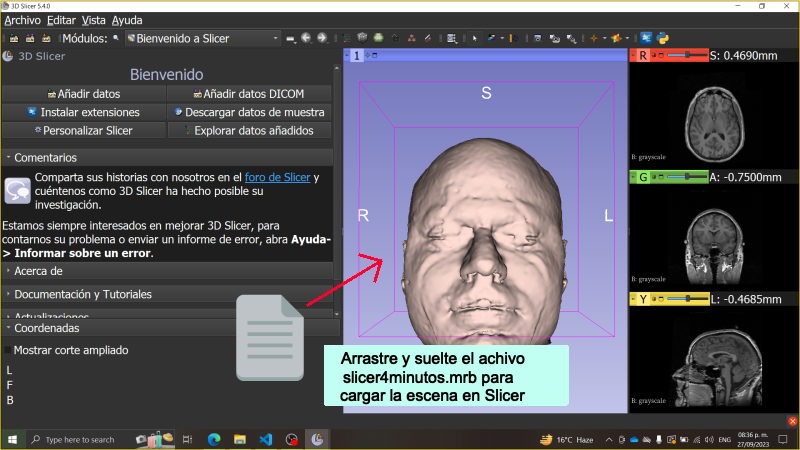 3D Slicer 5.4.0
Archivo Editar Vista Ayuda
Módulos: Bienvenido a Slicer
3D Slicer
Bienvenido
Añadir datos
Añadir datos DICOM
Instalar extensiones
Descargar datos de muestra
Personalizar Slicer
Explorar datos añadidos
Comentarios
Comparta sus historias con nosotros en el foro de Slicer y
cuéntenos como 3D Slicer ha hecho posible su
investigación.
Estamos siempre interesados en mejorar 3D Slicer, para
contarnos su problema o enviar un informe de error, abra Ayuda-
> Informar sobre un error.
Acerca de
Documentación y Tutoriales
Actualizaciones
Coordenadas
Mostrar corte ampliado
L
F
B
1
S
R
L
R S: 0.4690mm
B: grayscale
G A: -0.7500mm
B: grayscale
Y L: -0.4685mm
B: grayscale
Arrastre y suelte el achivo
slicer4minutos.mrb para
cargar la escena en Slicer
Type here to search
16°C Haze
ENG
08:36 p. m.
27/09/2023